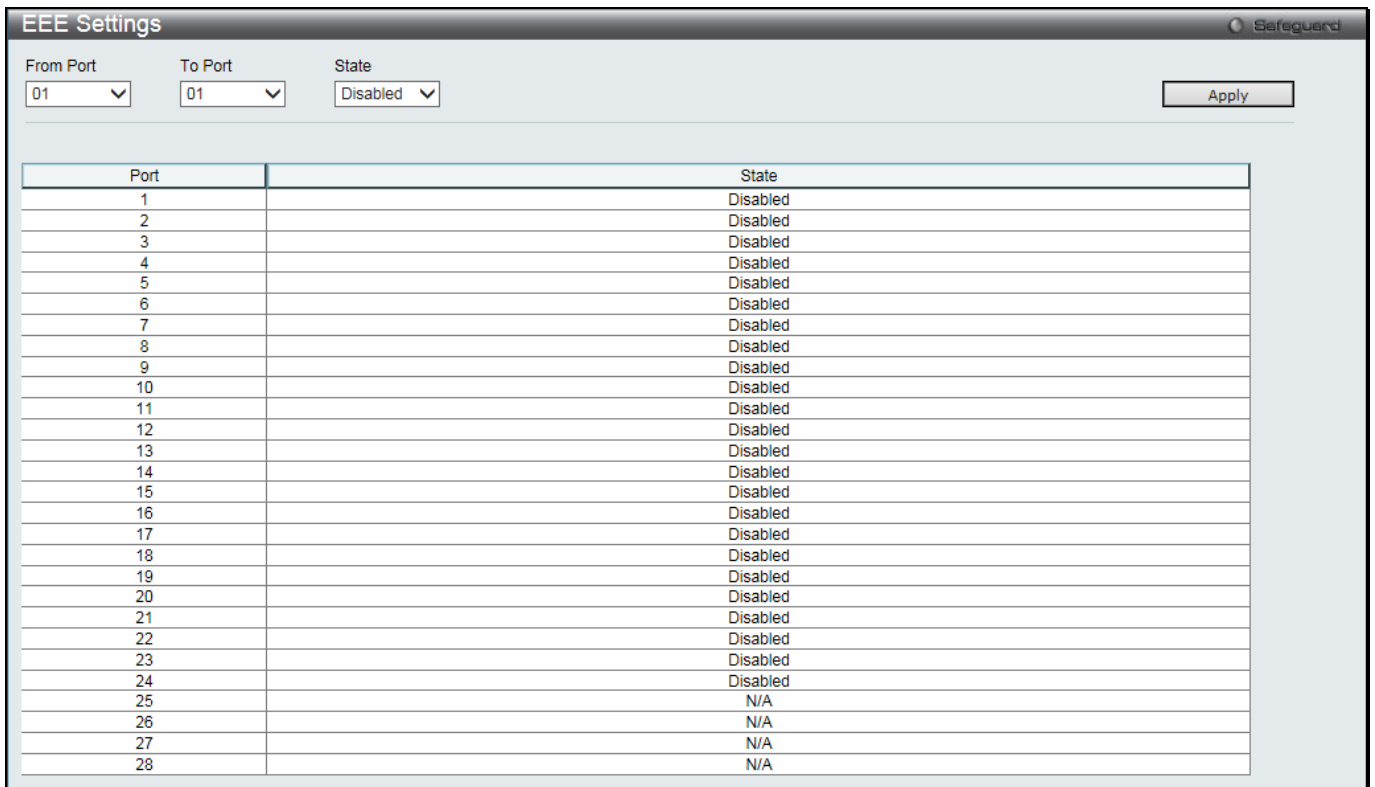 EEE Settings
Safeguard
From Port To Port State
01 01 Disabled Apply
Port State
1 Disabled
2 Disabled
3 Disabled
4 Disabled
5 Disabled
6 Disabled
7 Disabled
8 Disabled
9 Disabled
10 Disabled
11 Disabled
12 Disabled
13 Disabled
14 Disabled
15 Disabled
16 Disabled
17 Disabled
18 Disabled
19 Disabled
20 Disabled
21 Disabled
22 Disabled
23 Disabled
24 Disabled
25 N/A
26 N/A
27 N/A
28 N/A